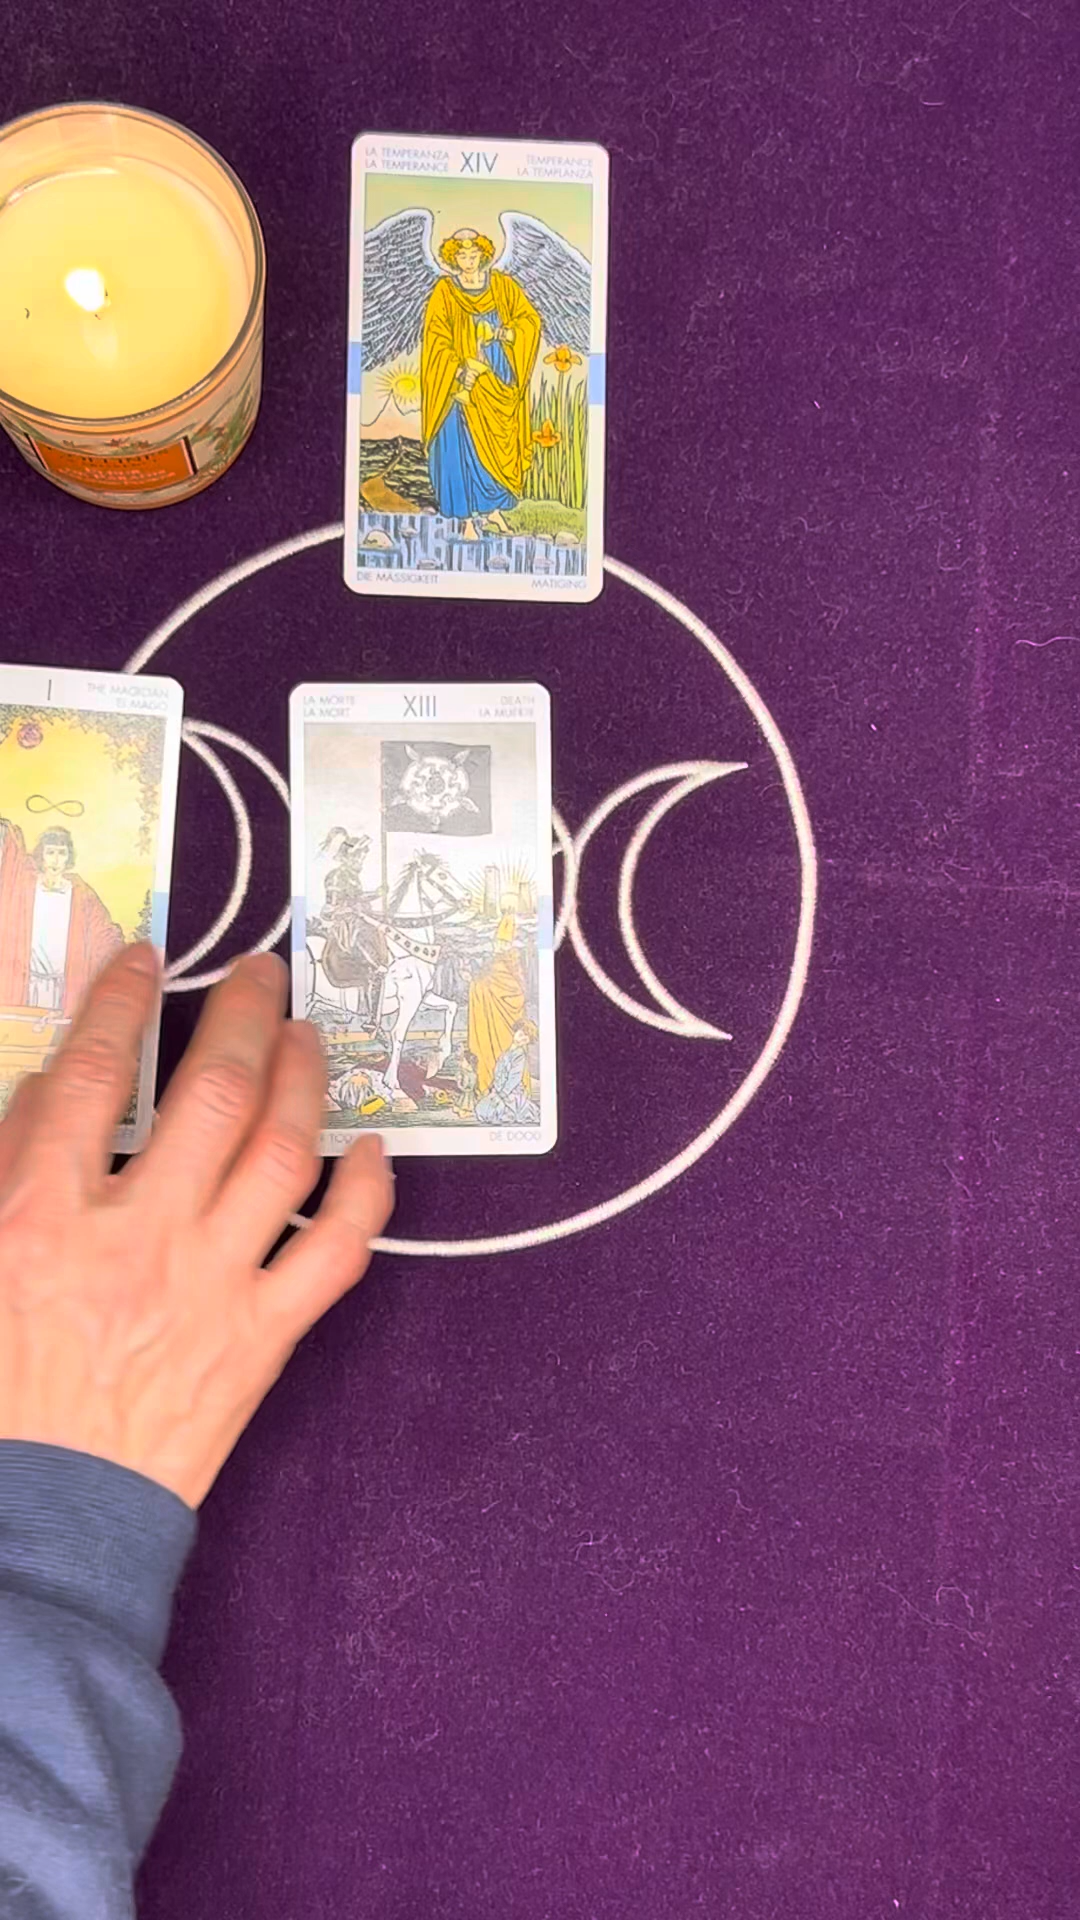 LA TEMPERANZA
LA TEMPERANCE
XIV
TEMPERANCE
LA TEMPLANZA
DIE MÄSSIGKEIT
MATIGING
I
THE MAGICIAN
EL MAGO
LA MORTE
LA MORT
XIII
DEATH
LA MUERTE
TOD
DE DOOD